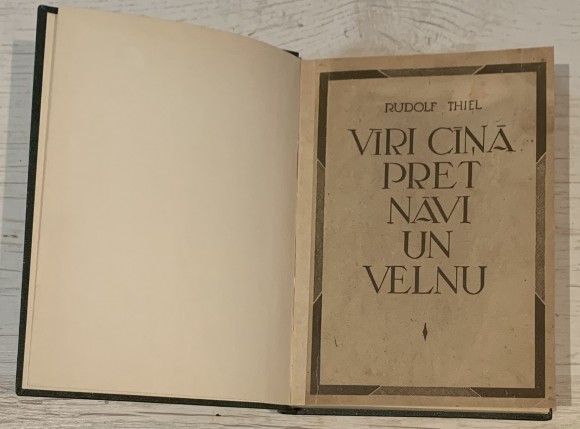 RUDOLF THIEL
VĪRI CĪŅĀ
PRET
NĀVI
UN
VELNU